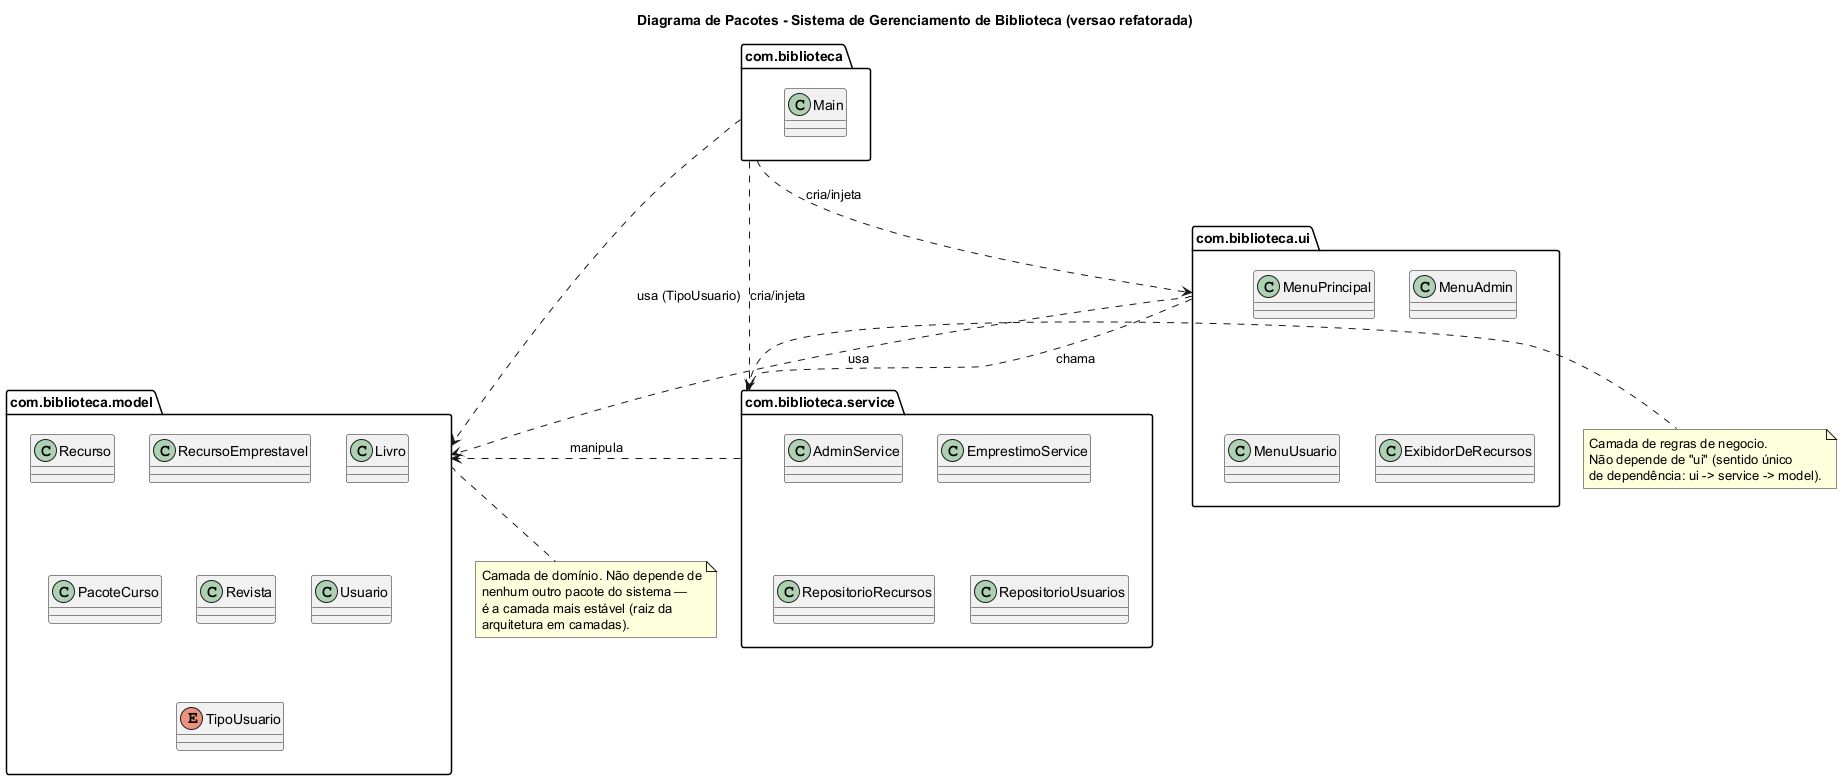 Diagrama de Pacotes - Sistema de Gerenciamento de Biblioteca (versao refatorada)
com.biblioteca
C Main
cria/injeta
com.biblioteca.ui
C MenuPrincipal
C MenuAdmin
C MenuUsuario
C ExibidorDeRecursos
usa (TipoUsuario)
cria/injeta
usa
chama
com.biblioteca.model
C Recurso
C RecursoEmprestavel
C Livro
C PacoteCurso
C Revista
C Usuario
E TipoUsuario
manipula
com.biblioteca.service
C AdminService
C EmprestimoService
C RepositorioRecursos
C RepositorioUsuarios
Camada de regras de negocio.
Não depende de "ui" (sentido único
de dependência: ui -> service -> model).
Camada de domínio. Não depende de
nenhum outro pacote do sistema —
é a camada mais estável (raiz da
arquitetura em camadas).